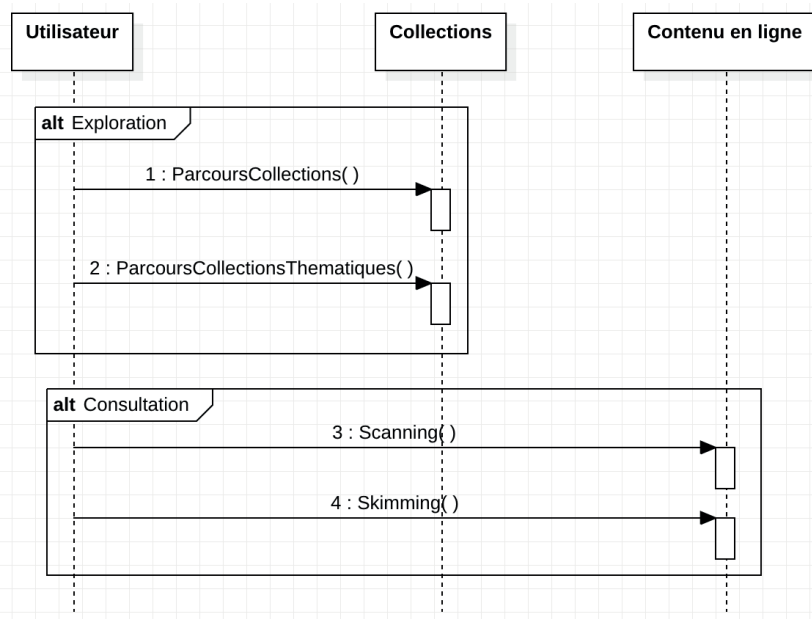 Utilisateur
Collections
Contenu en ligne
alt Exploration
1 : ParcoursCollections( )
2 : ParcoursCollectionsThematiques( )
alt Consultation
3 : Scanning( )
4 : Skimming( )